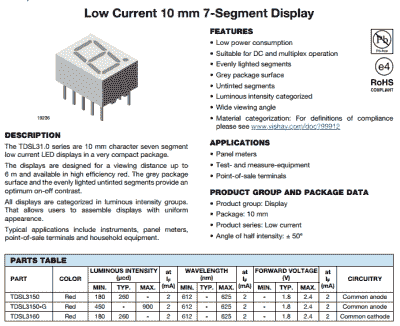 Low Current 10 mm 7-Segment Display
19236
FEATURES
• Low power consumption
• Suitable for DC and multiplex operation
• Evenly lighted segments
• Grey package surface
• Untinted segments
• Luminous intensity categorized
• Wide viewing angle
• Material categorization: For definitions of compliance
please see www.vishay.com/doc?99912
Pb
Pb-free
e4
RoHS
COMPLIANT
DESCRIPTION
The TDSL31.0 series are 10 mm character seven segment
low current LED displays in a very compact package.
The displays are designed for a viewing distance up to
6 m and available in high efficiency red. The grey package
surface and the evenly lighted untinted segments provide an
optimum on-off contrast.
All displays are categorized in luminous intensity groups.
That allows users to assemble displays with uniform
appearance.
Typical applications include instruments, panel meters,
point-of-sale terminals and household equipment.
APPLICATIONS
• Panel meters
• Test- and measure-equipment
• Point-of-sale terminals
PRODUCT GROUP AND PACKAGE DATA
• Product group: Display
• Package: 10 mm
• Product series: Low current
• Angle of half intensity: ± 50°
PARTS TABLE
PART COLOR LUMINOUS INTENSITY (µcd) at IF (mA) WAVELENGTH (nm) at IF (mA) FORWARD VOLTAGE (V) at IF (mA) CIRCUITRY
MIN. TYP. MAX. MIN. TYP. MAX. MIN. TYP. MAX.
TDSL3150 Red 180 260 - 2 612 - 625 2 - 1.8 2.4 2 Common anode
TDSL3150-G Red 450 - 900 2 612 - 625 2 - 1.8 2.4 2 Common anode
TDSL3160 Red 180 260 - 2 612 - 625 2 - 1.8 2.4 2 Common cathode